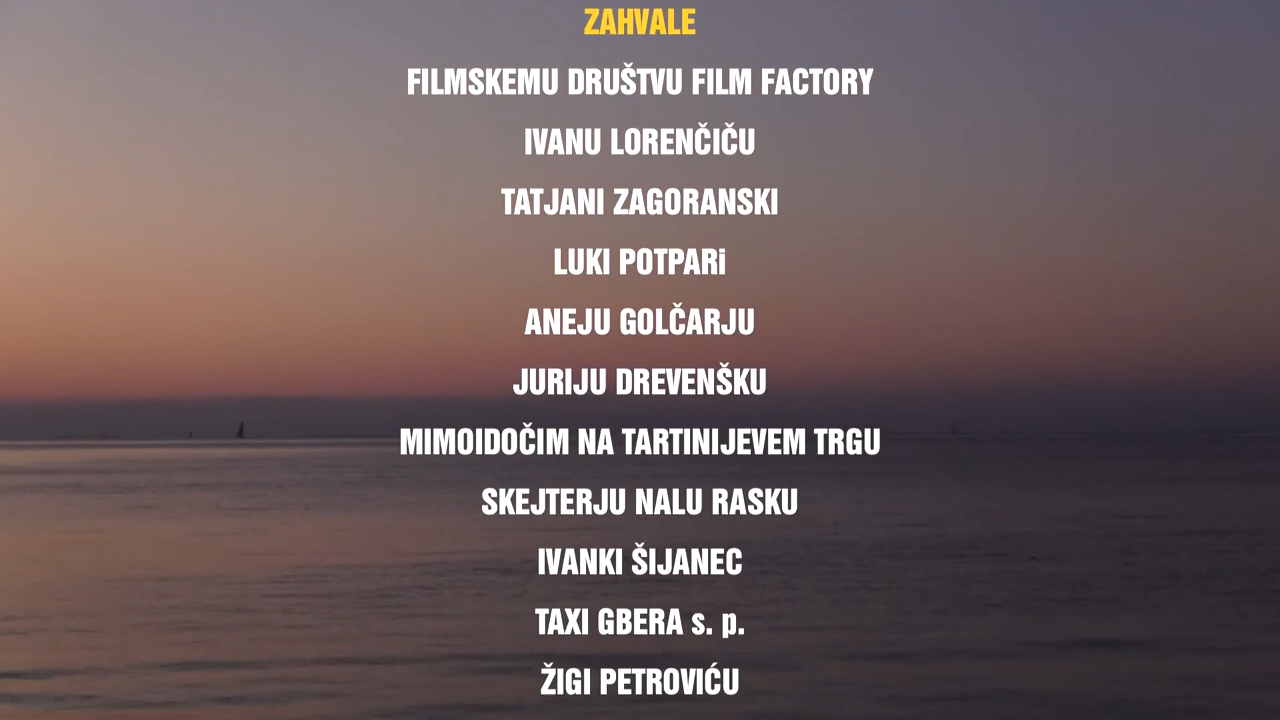 ZAHVALE
FILMSKEMU DRUŠTVU FILM FACTORY
IVANU LORENČIČU
TATJANI ZAGORANSKI
LUKI POTPARi
ANEJU GOLČARJU
JURIJU DREVENŠKU
MIMOIDOČIM NA TARTINIJEVEM TRGU
SKEJTERJU NALU RASKU
IVANKI ŠIJANEC
TAXI GBERA s. p.
ŽIGI PETROVIĆU